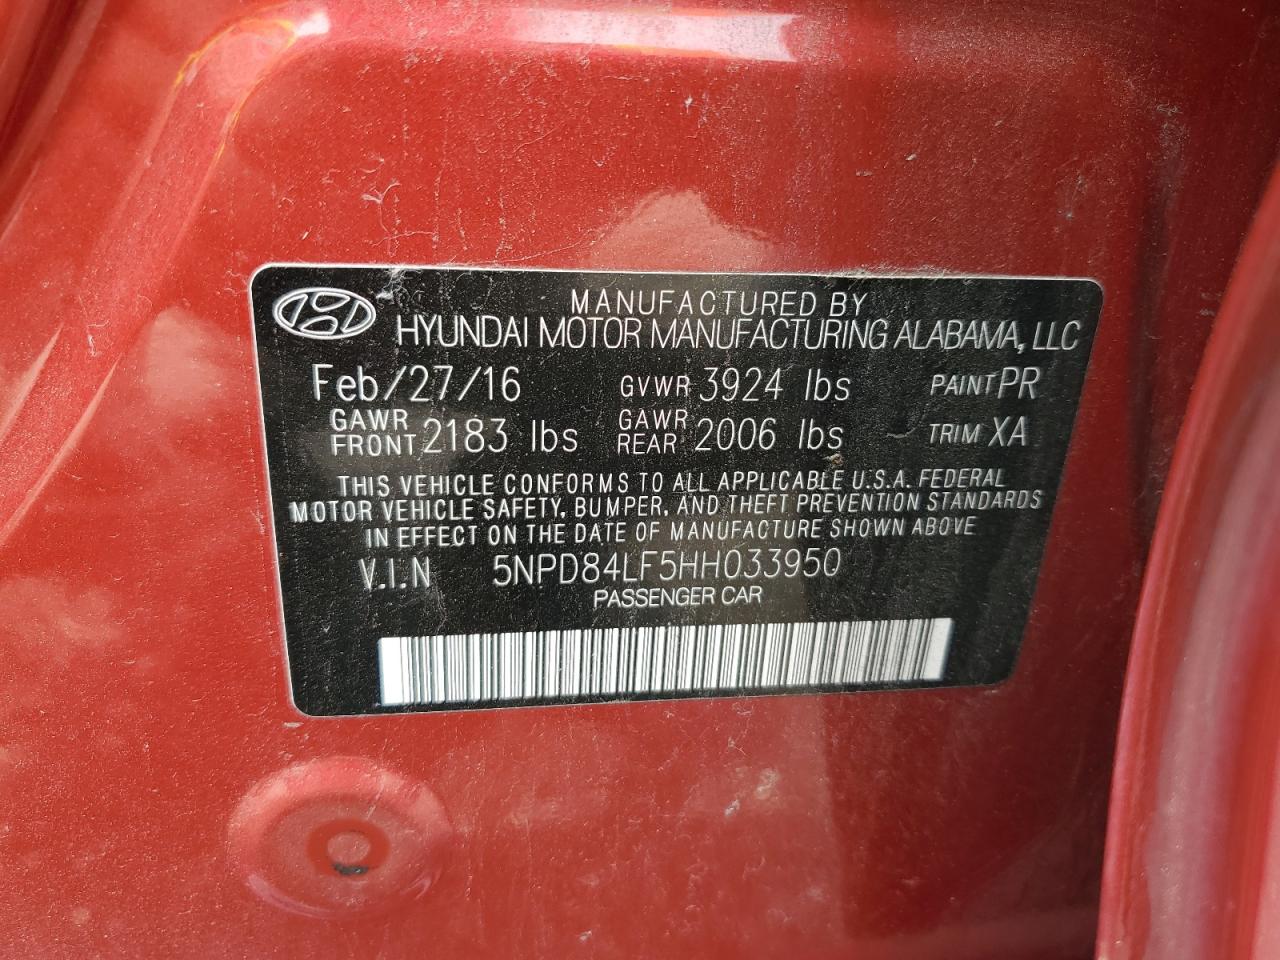 MANUFACTURED BY
HYUNDAI MOTOR MANUFACTURING ALABAMA, LLC
Feb/27/16 GVWR 3924 lbs PAINT PR
GAWR FRONT 2183 lbs GAWR REAR 2006 lbs TRIM XA
THIS VEHICLE CONFORMS TO ALL APPLICABLE U.S.A. FEDERAL
MOTOR VEHICLE SAFETY, BUMPER, AND THEFT PREVENTION STANDARDS
IN EFFECT ON THE DATE OF MANUFACTURE SHOWN ABOVE
V.I.N 5NPD84LF5HH033950
PASSENGER CAR